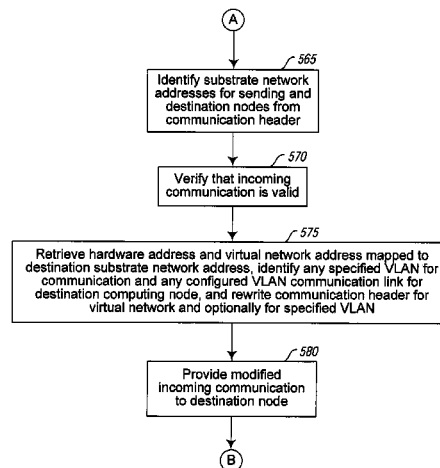 A
565
Identify substrate network
addresses for sending and
destination nodes from
communication header
570
Verify that incoming
communication is valid
575
Retrieve hardware address and virtual network address mapped to
destination substrate network address, identify any specified VLAN for
communication and any configured VLAN communication link for
destination computing node, and rewrite communication header for
virtual network and optionally for specified VLAN
580
Provide modified
incoming communication
to destination node
B